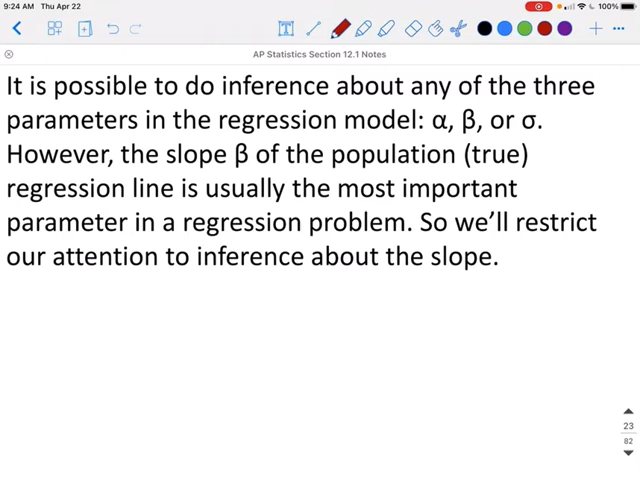 9:24 AM Thu Apr 22
100%
AP Statistics Section 12.1 Notes
It is possible to do inference about any of the three
parameters in the regression model: α, β, or σ.
However, the slope β of the population (true)
regression line is usually the most important
parameter in a regression problem. So we’ll restrict
our attention to inference about the slope.
23
82